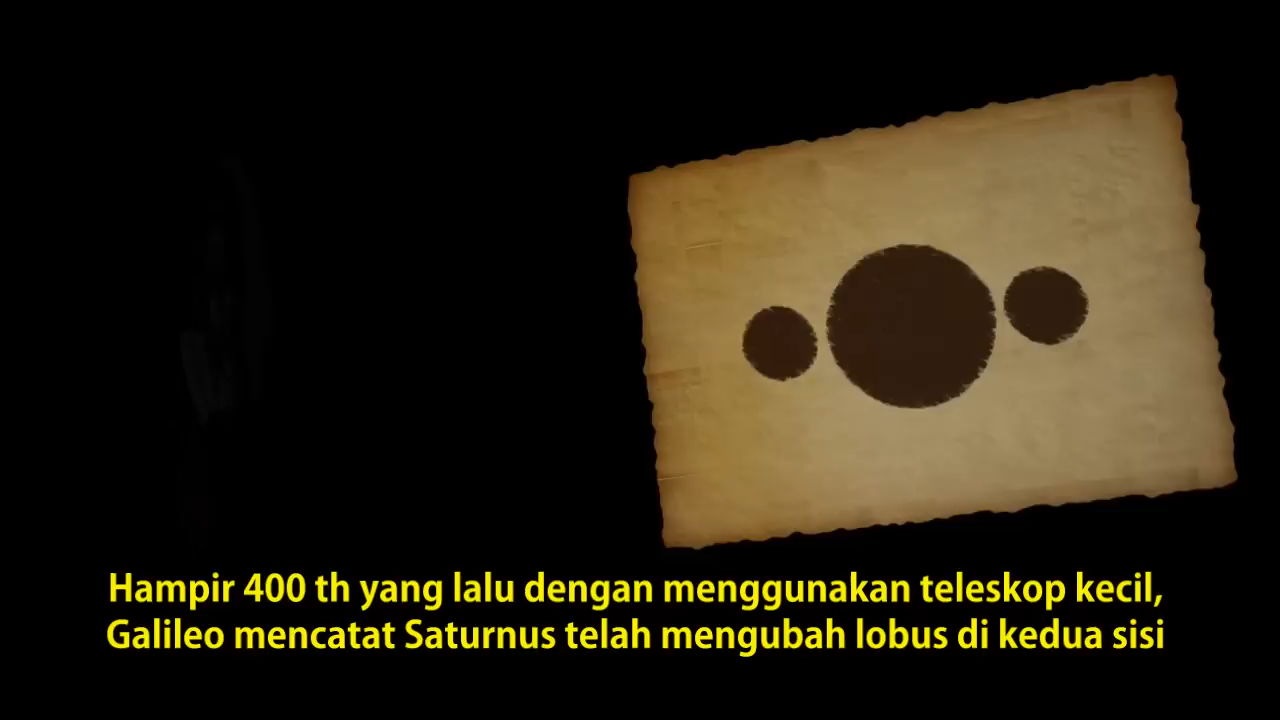 Hampir 400 th yang lalu dengan menggunakan teleskop kecil,
Galileo mencatat Saturnus telah mengubah lobus di kedua sisi